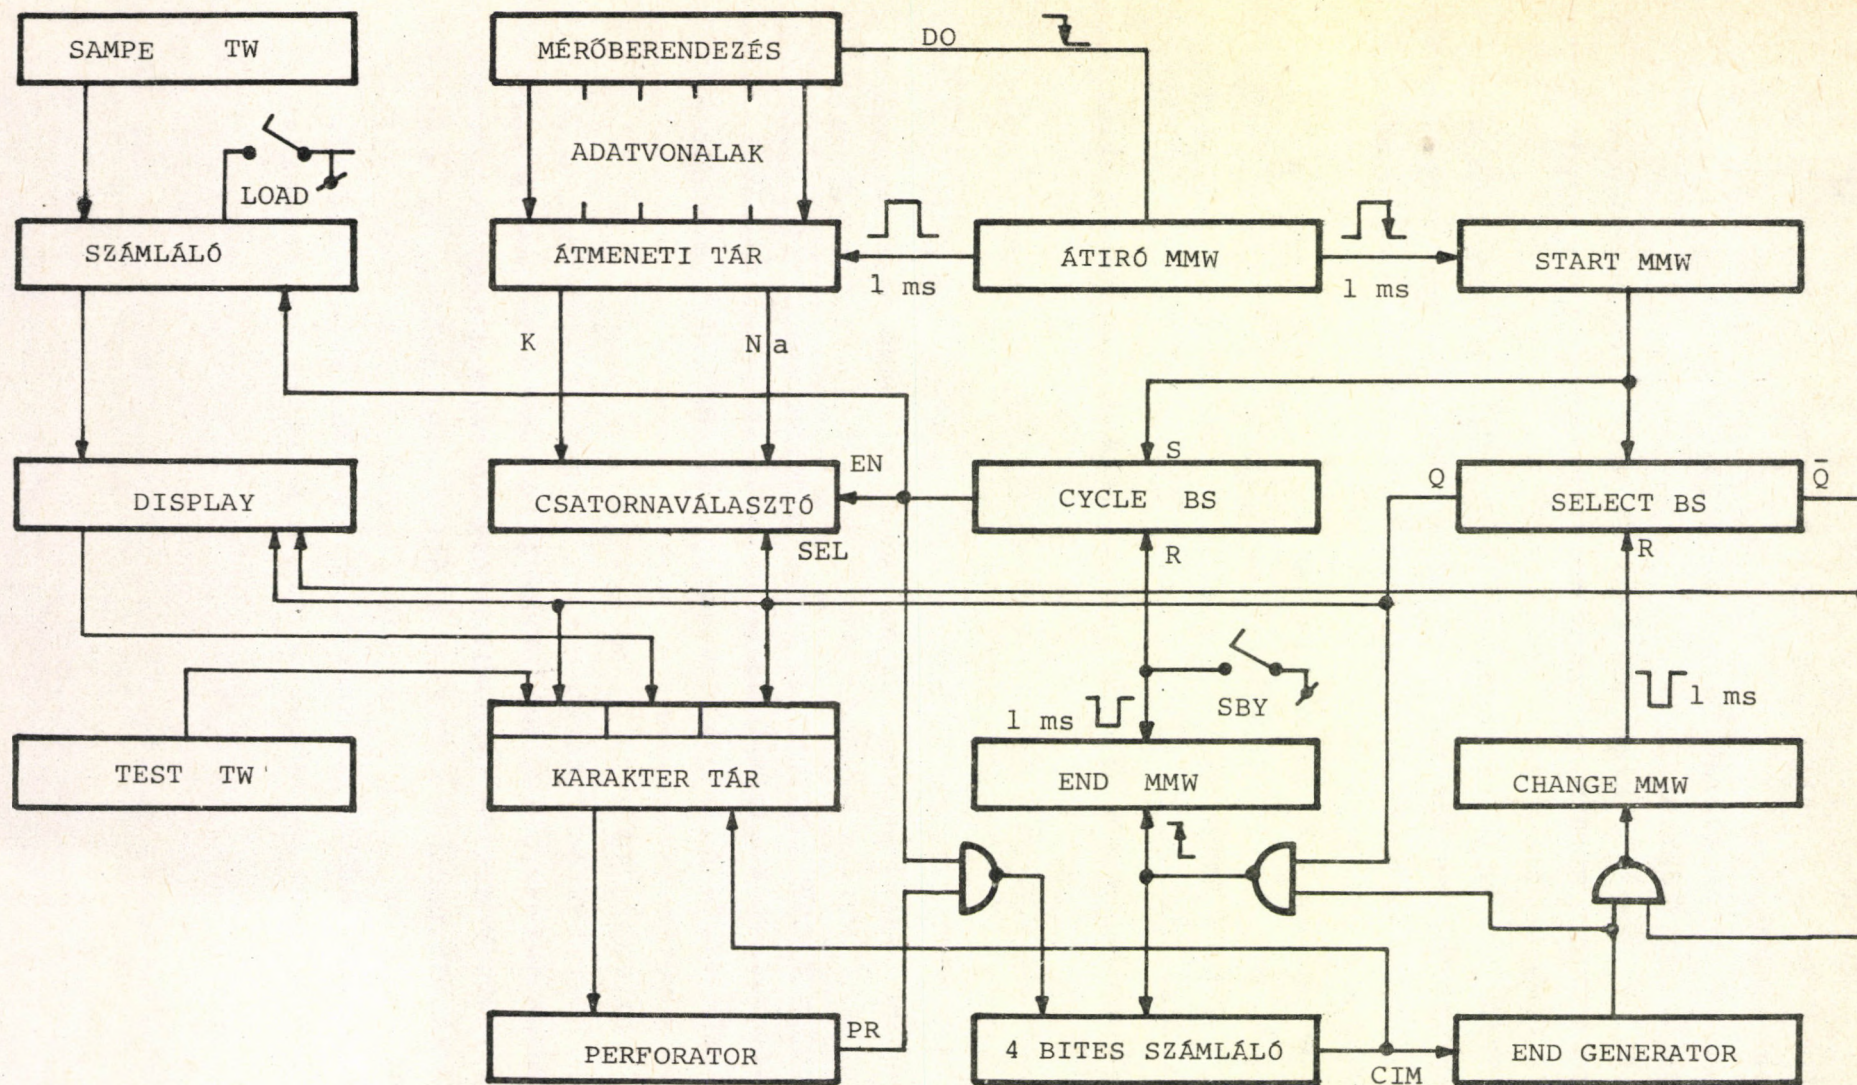 SAMPE TW
MÉRŐBERENDEZÉS
DO
ADATVONALAK
LOAD
SZÁMLÁLÓ
ÁTMENETI TÁR
1 ms
ÁTIRÓ MMW
1 ms
START MMW
K
Na
DISPLAY
CSATORNAVÁLASZTÓ
EN
SEL
S
CYCLE BS
R
Q
SELECT BS
Q̄
R
1 ms
SBY
1 ms
TEST TW
KARAKTER TÁR
END MMW
CHANGE MMW
PERFORATOR
PR
4 BITES SZÁMLÁLÓ
CIM
END GENERATOR